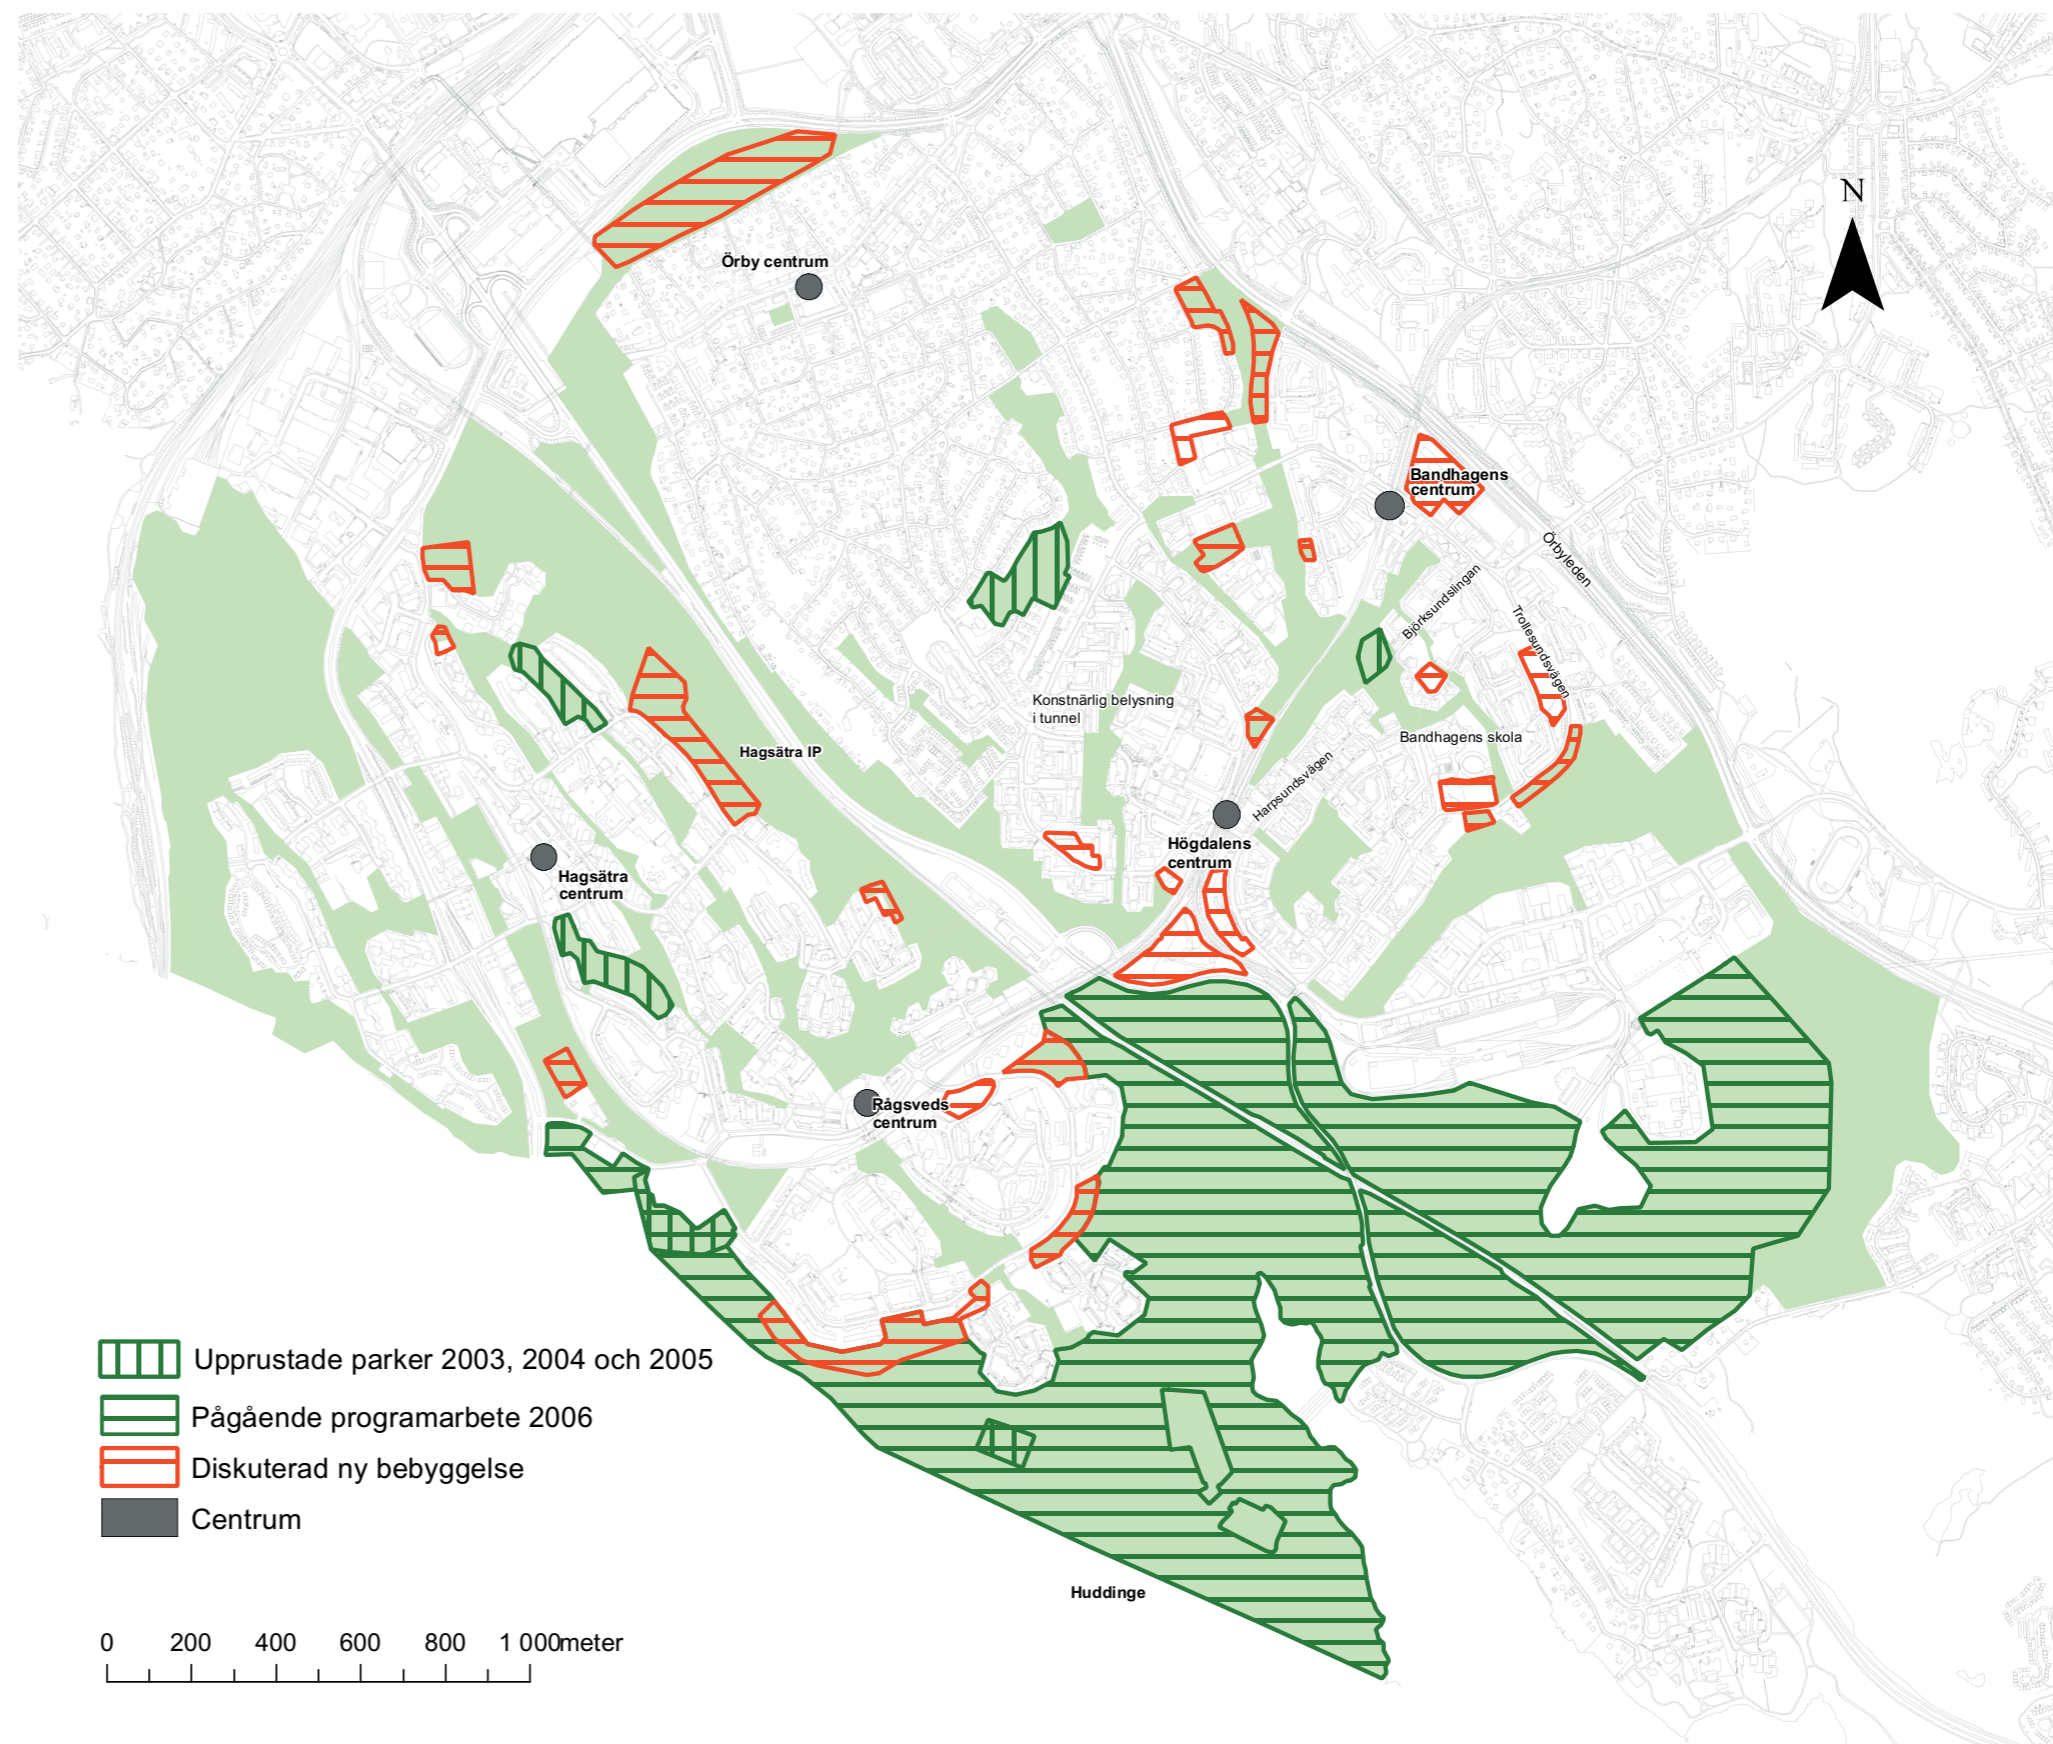 N
Örby centrum
Bandhagens
centrum
Örbyleden
Björksundslingan
Trollesundsvägen
Konstnärlig belysning
i tunnel
Bandhagens skola
Hagsätra IP
Harpsundsvägen
Högdalens
centrum
Hagsätra
centrum
Rågsveds
centrum
Upprustade parker 2003, 2004 och 2005
Pågående programarbete 2006
Diskuterad ny bebyggelse
Centrum
Huddinge
0 200 400 600 800 1 000meter